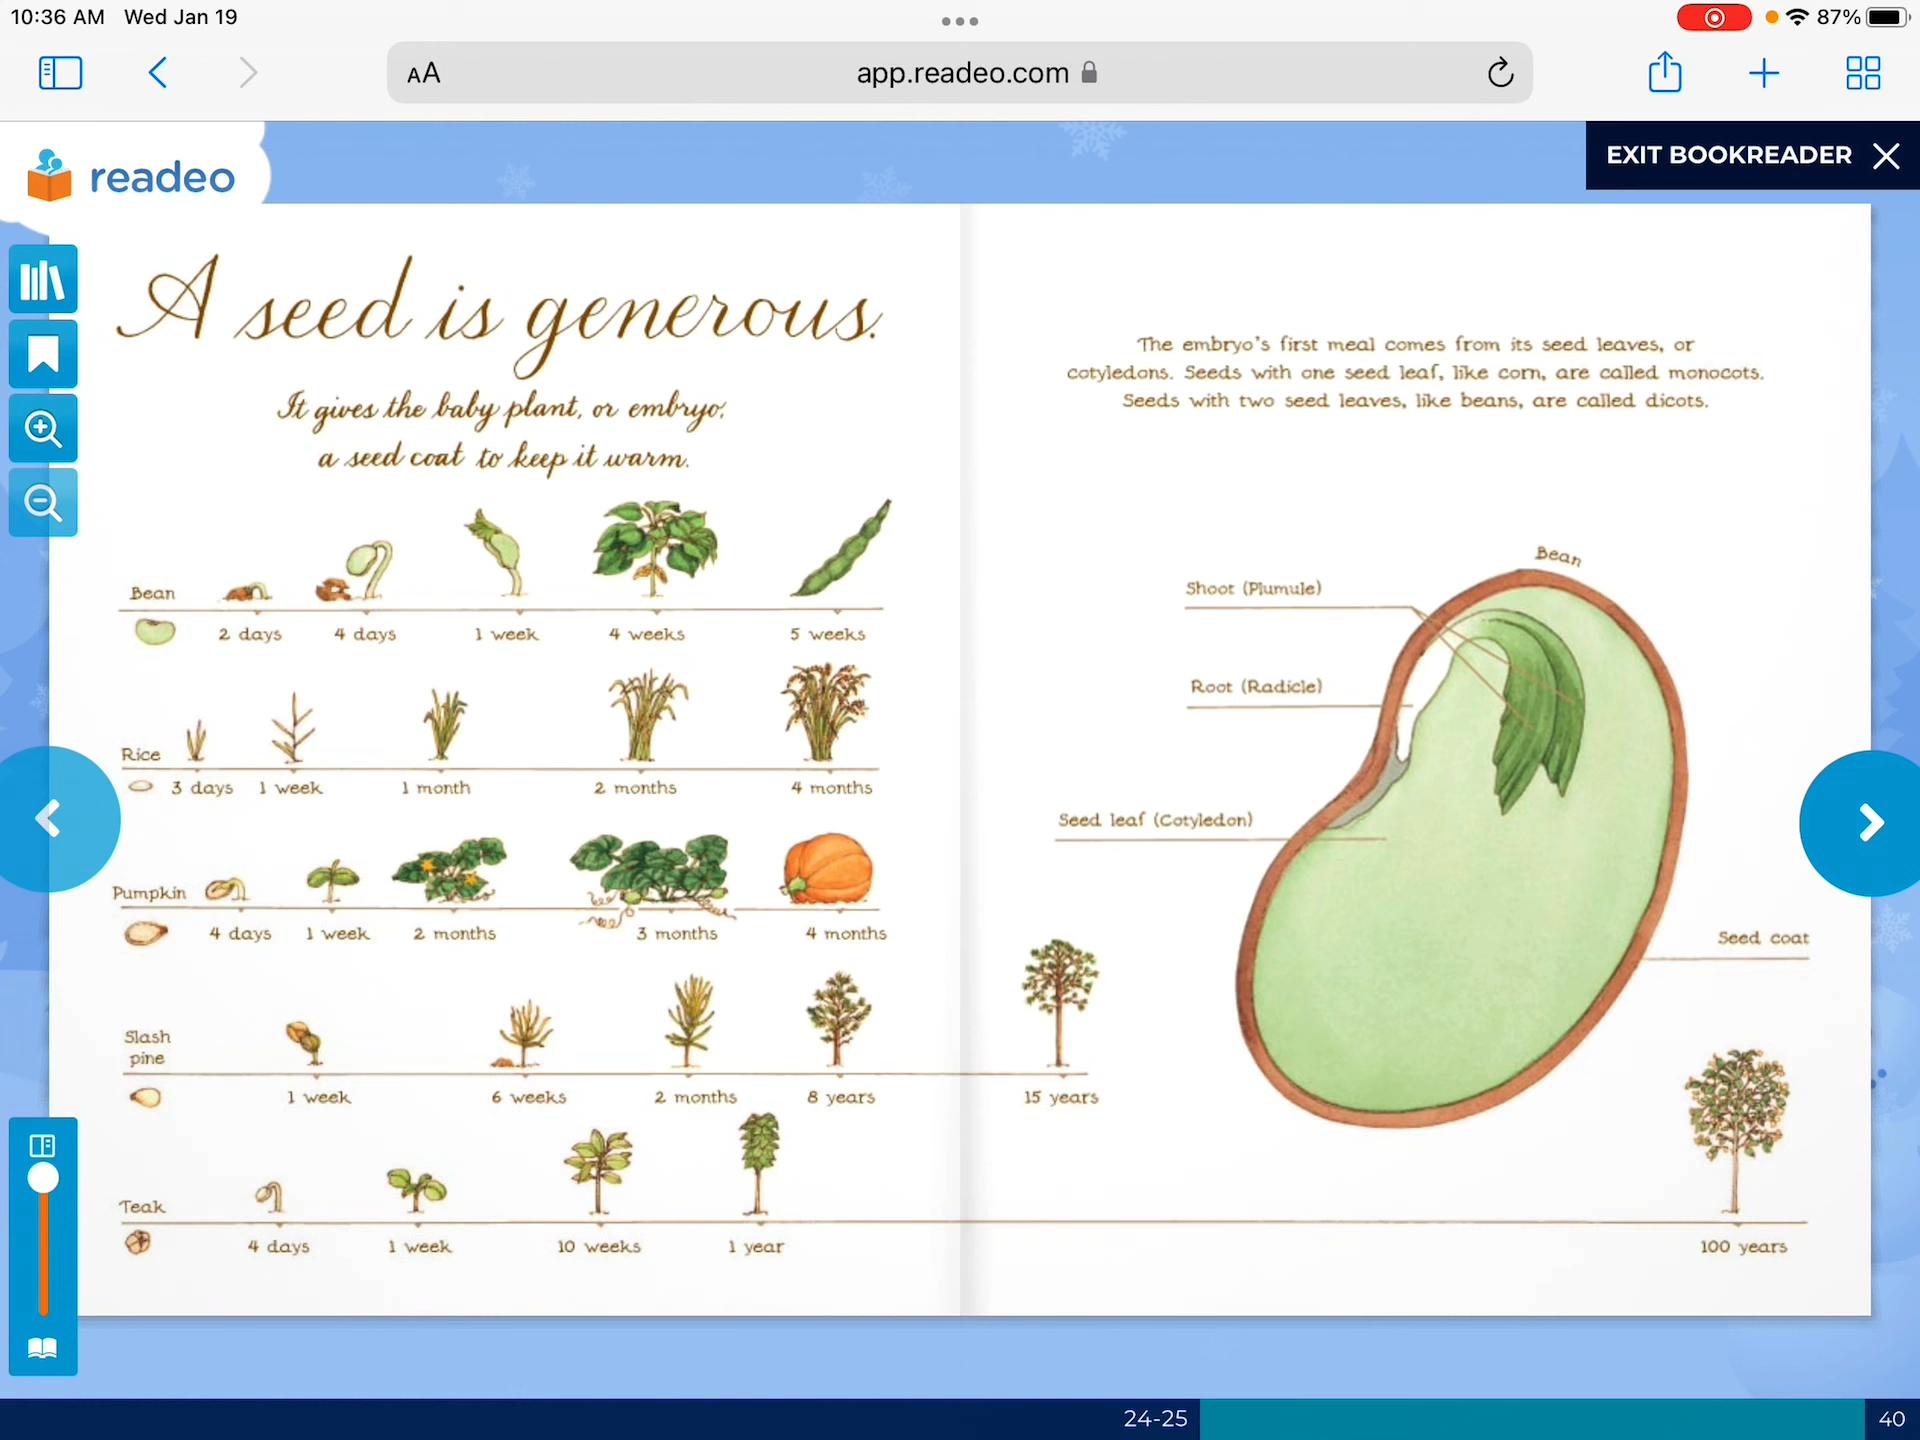 10:36 AM Wed Jan 19
87%
AA
app.readeo.com
readeo
EXIT BOOKREADER
A seed is generous.
It gives the baby plant, or embryo,
a seed coat to keep it warm.
Bean
2 days 4 days 1 week 4 weeks 5 weeks
Rice
3 days 1 week 1 month 2 months 4 months
Pumpkin
4 days 1 week 2 months 3 months 4 months
Slash
pine
1 week 6 weeks 2 months 8 years 15 years
Teak
4 days 1 week 10 weeks 1 year 100 years
The embryo's first meal comes from its seed leaves, or
cotyledons. Seeds with one seed leaf, like corn, are called monocots.
Seeds with two seed leaves, like beans, are called dicots.
Bean
Shoot (Plumule)
Root (Radicle)
Seed leaf (Cotyledon)
Seed coat
24-25
40